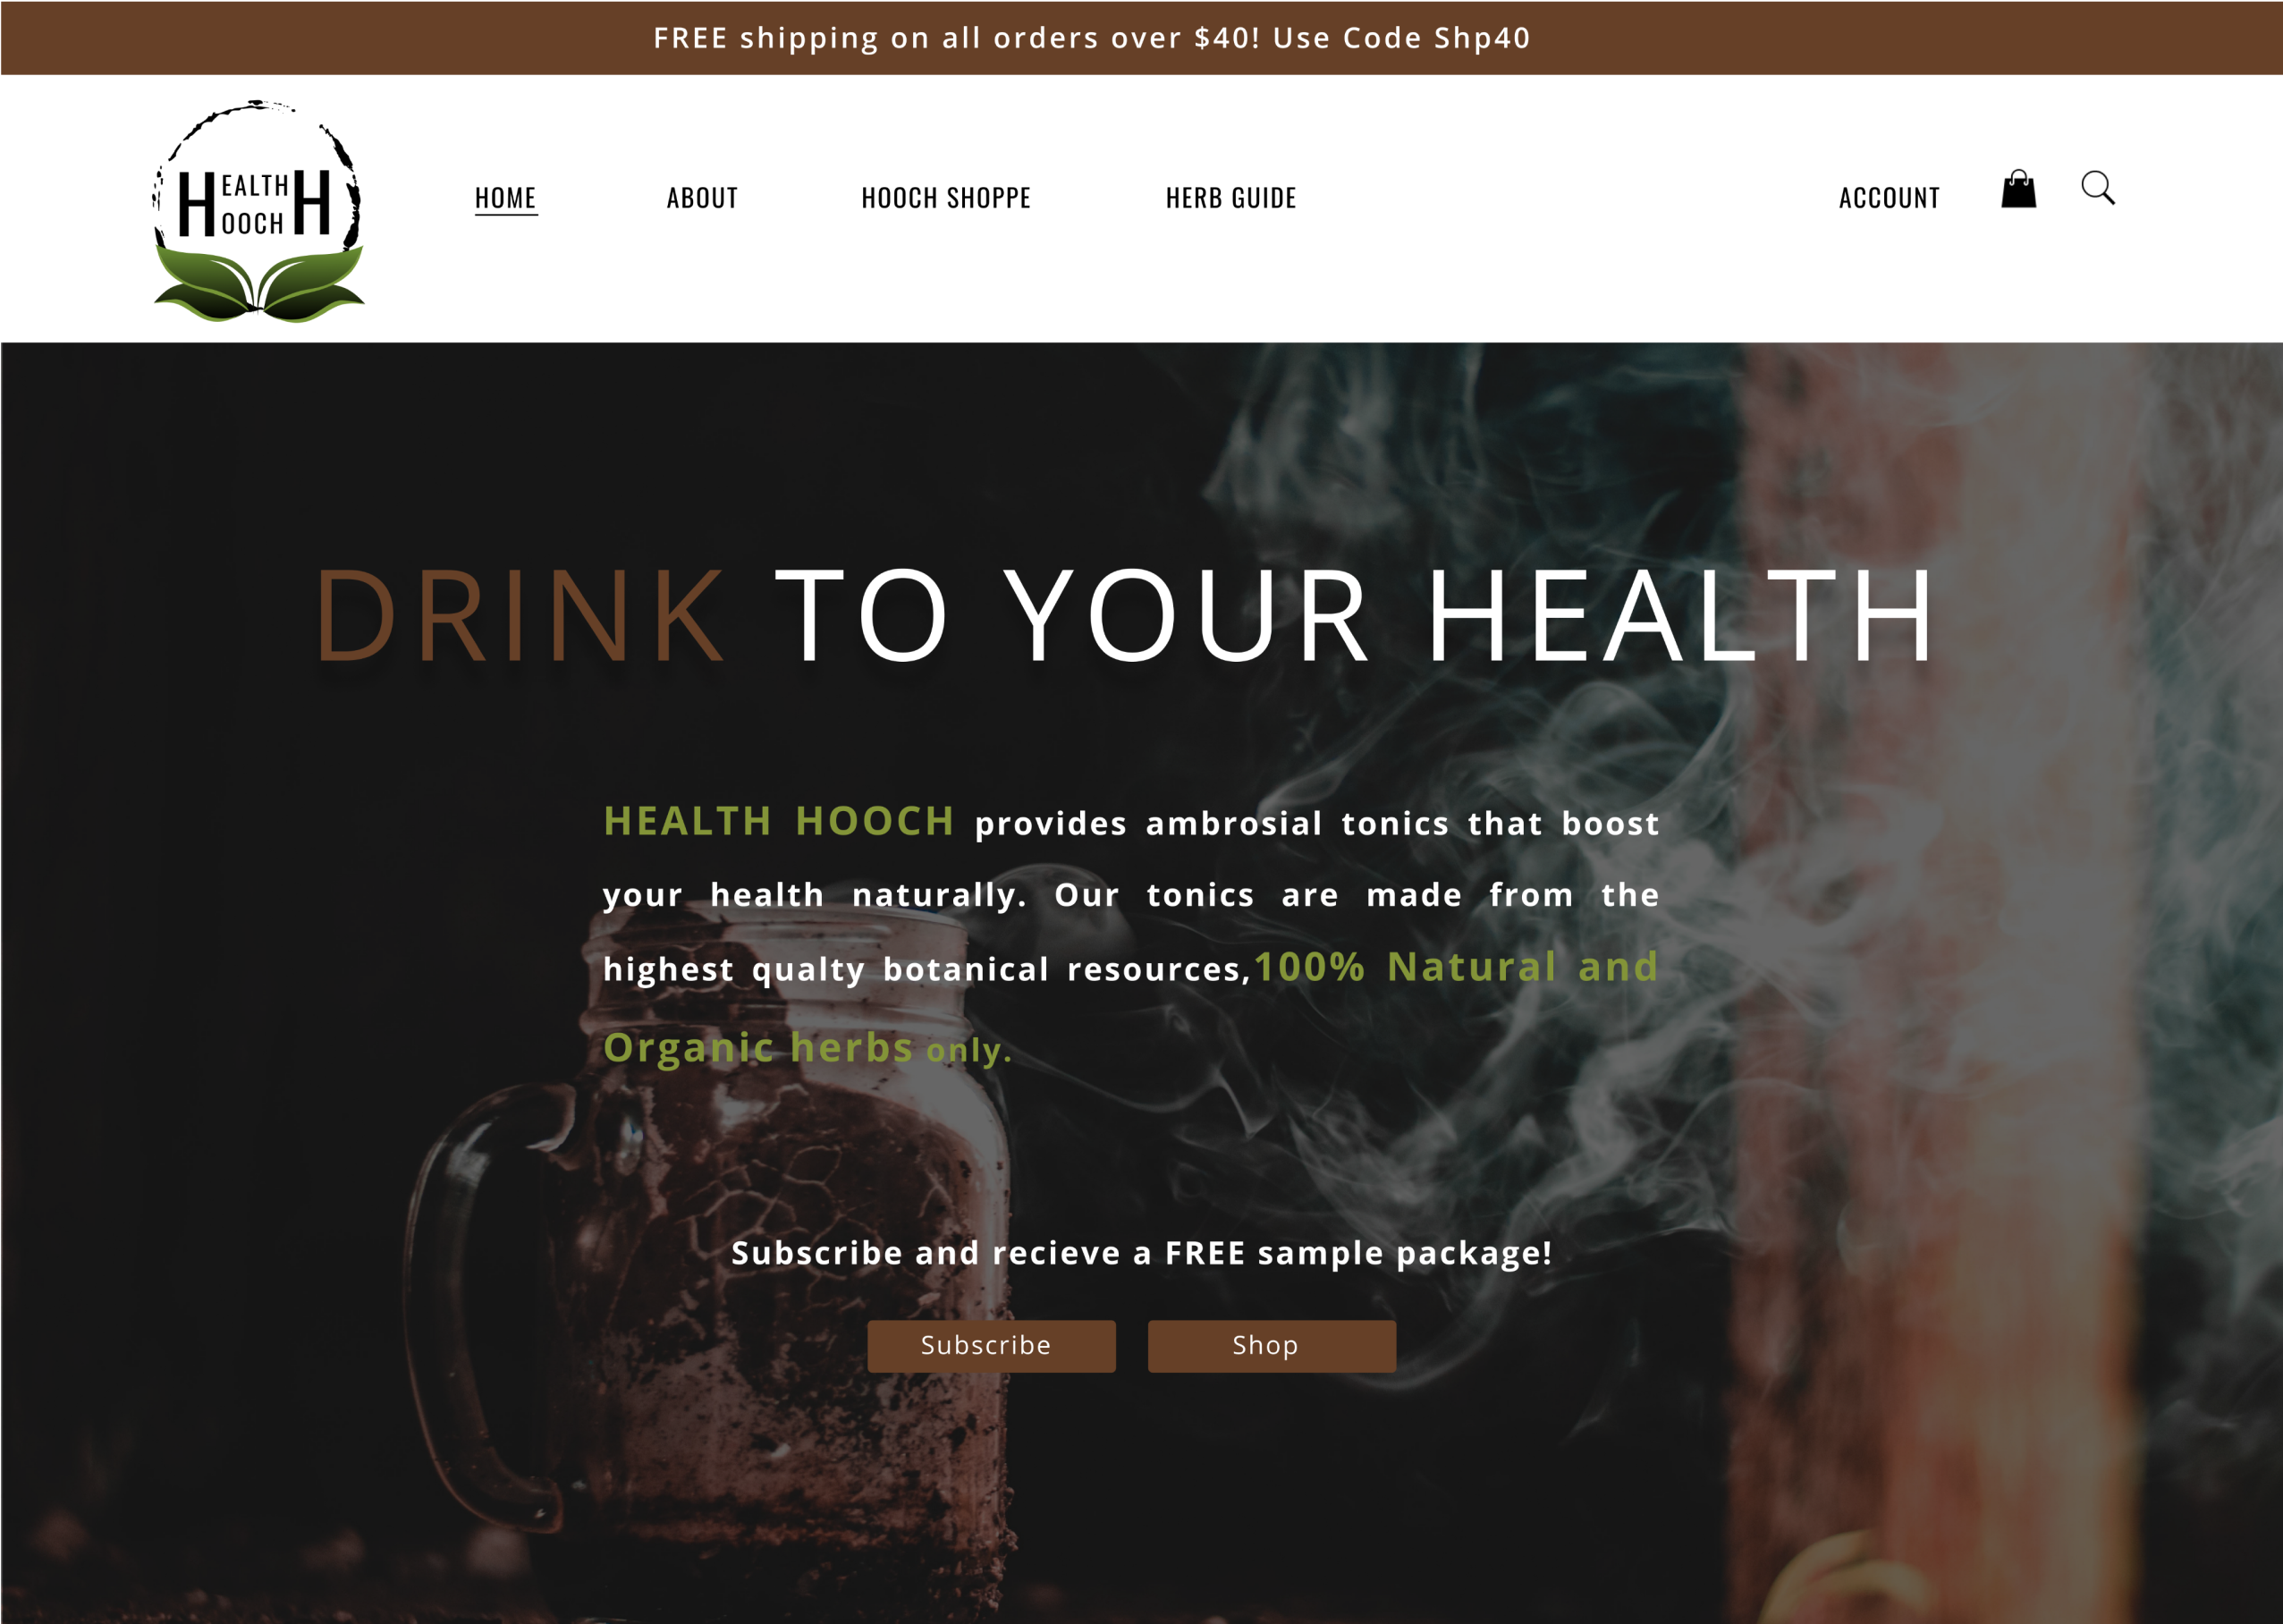 FREE shipping on all orders over $40! Use Code Shp40
HEALTH
HOOCH
H
HOME
ABOUT
HOOCH SHOPPE
HERB GUIDE
ACCOUNT
DRINK TO YOUR HEALTH
HEALTH HOOCH provides ambrosial tonics that boost
your health naturally. Our tonics are made from the
highest qualty botanical resources,100% Natural and
Organic herbs only.
Subscribe and recieve a FREE sample package!
Subscribe
Shop